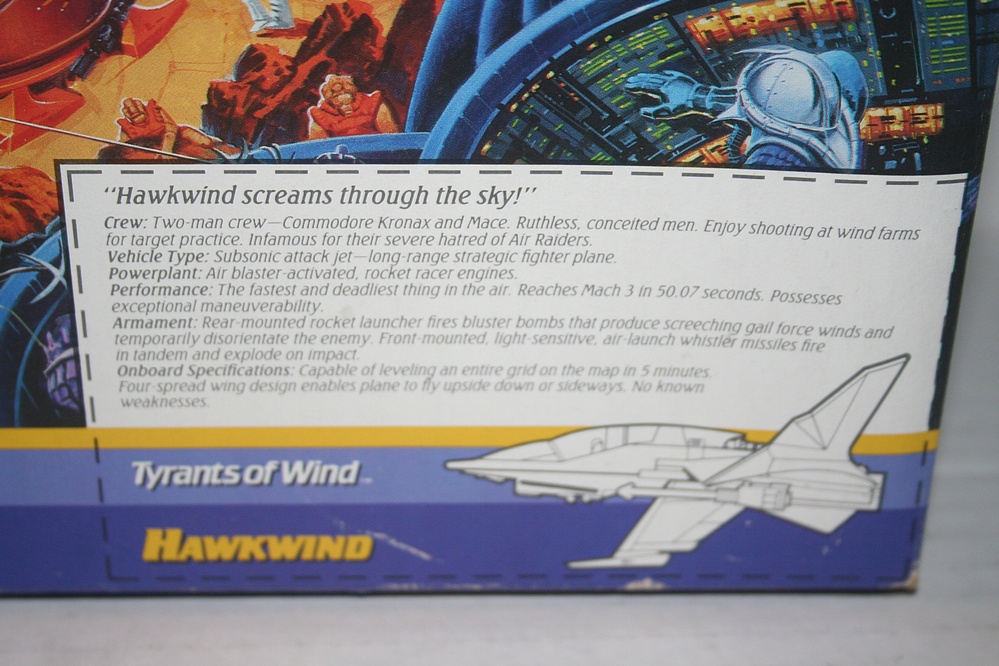 "Hawkwind screams through the sky!"
Crew: Two-man crew—Commodore Kronax and Mace. Ruthless, conceited men. Enjoy shooting at wind farms
for target practice. Infamous for their severe hatred of Air Raiders.
Vehicle Type: Subsonic attack jet—long-range strategic fighter plane.
Powerplant: Air blaster-activated, rocket racer engines.
Performance: The fastest and deadliest thing in the air. Reaches Mach 3 in 50.07 seconds. Possesses
exceptional maneuverability.
Armament: Rear-mounted rocket launcher fires bluster bombs that produce screeching gail force winds and
temporarily disorientate the enemy. Front-mounted, light-sensitive, air-launch whistler missiles fire
in tandem and explode on impact.
Onboard Specifications: Capable of leveling an entire grid on the map in 5 minutes.
Four-spread wing design enables plane to fly upside down or sideways. No known
weaknesses.
Tyrants of Wind™
HAWKWIND